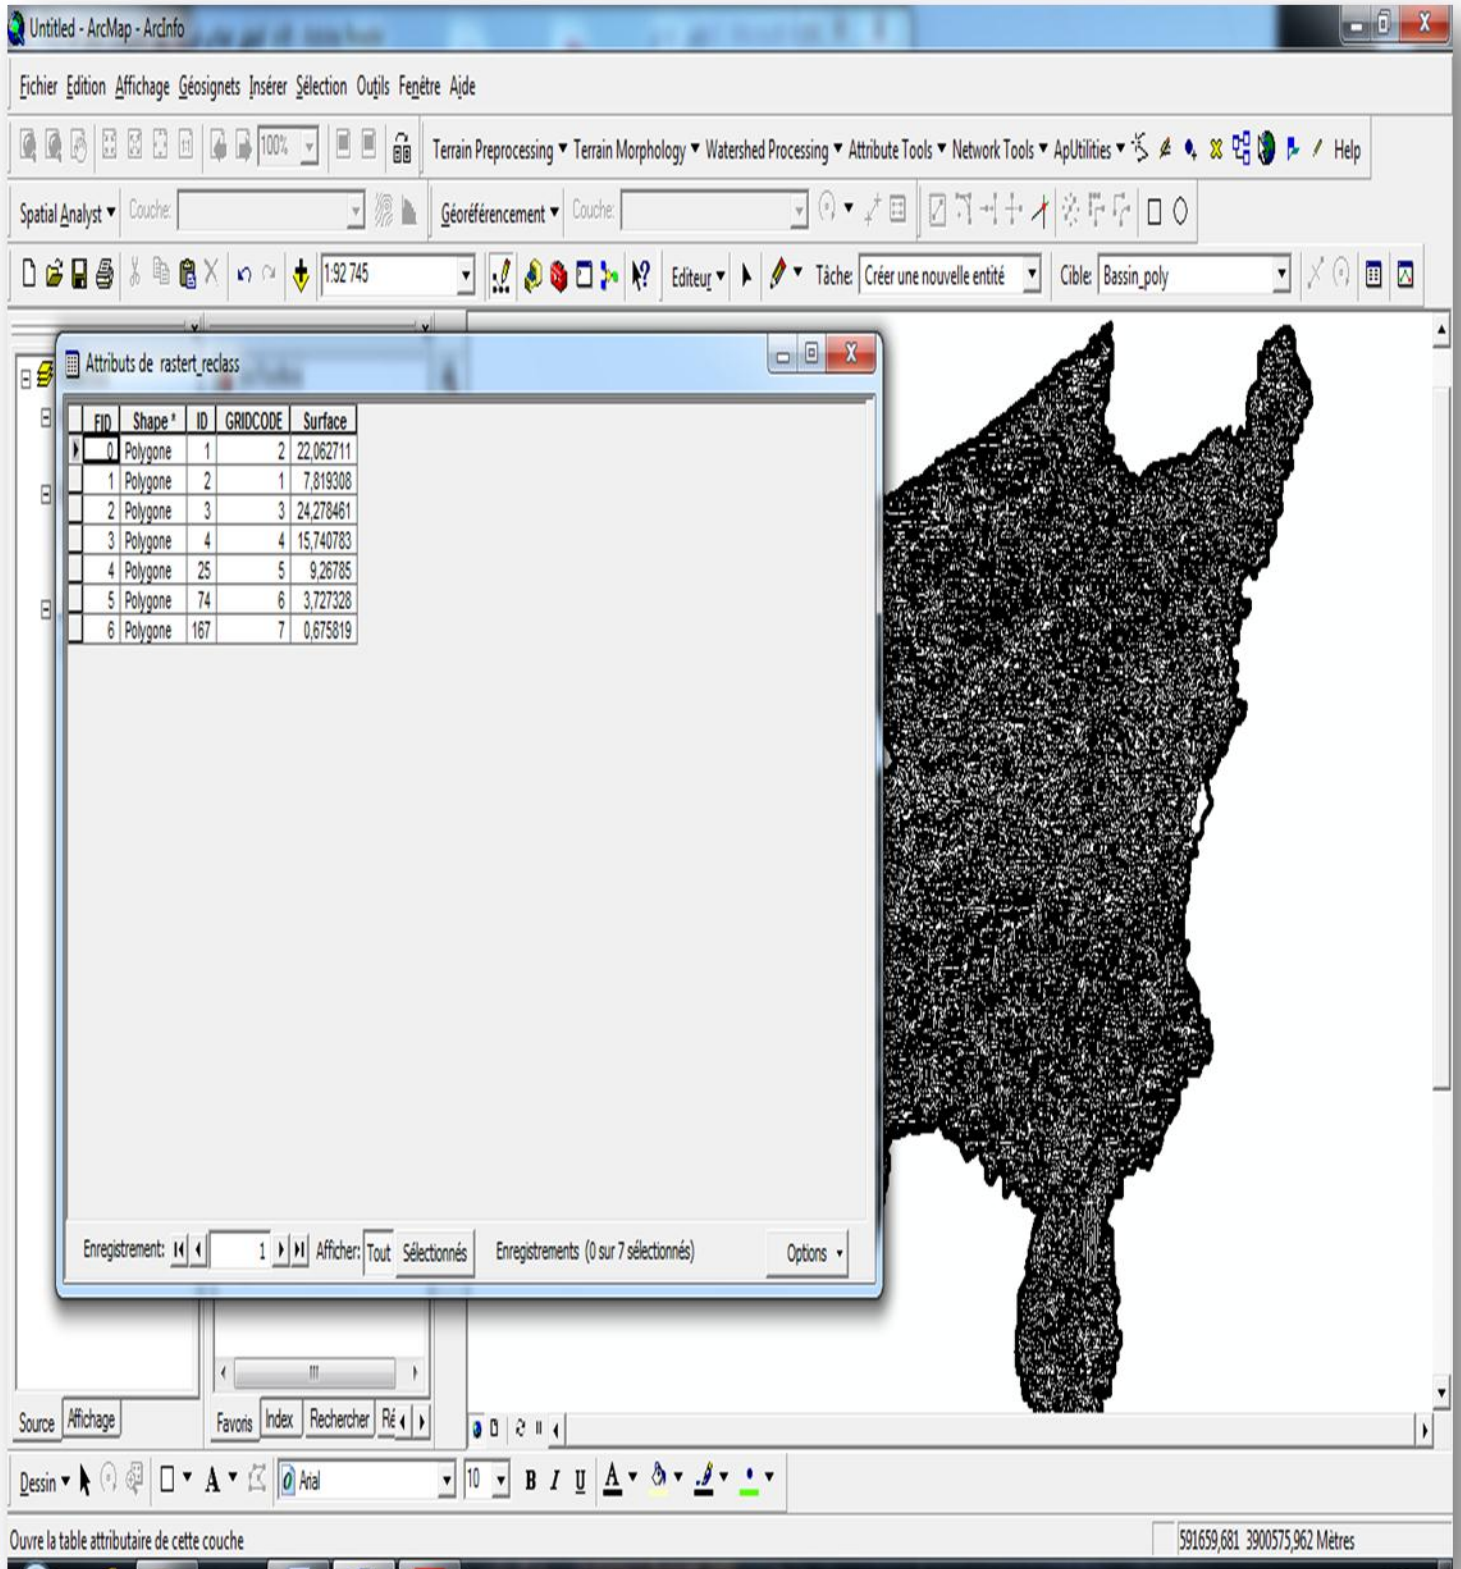 Untitled - ArcMap - ArcInfo
Fichier Edition Affichage Géosignets Insérer Sélection Outils Fenêtre Aide
100% Terrain Preprocessing Terrain Morphology Watershed Processing Attribute Tools Network Tools ApUtilities Help
Spatial Analyst Couche: Géoréférencement Couche:
1:92 745 Editeur Tâche: Créer une nouvelle entité Cible: Bassin_poly
Attributs de rastert_reclass
FID Shape * ID GRIDCODE Surface
0 Polygone 1 2 22,062711
1 Polygone 2 1 7,819308
2 Polygone 3 3 24,278461
3 Polygone 4 4 15,740783
4 Polygone 25 5 9,26785
5 Polygone 74 6 3,727328
6 Polygone 167 7 0,675819
Enregistrement: 1 Afficher: Tout Sélectionnés Enregistrements (0 sur 7 sélectionnés) Options
Source Affichage Favoris Index Rechercher Ré
Dessin A Arial 10 B I U A
Ouvre la table attributaire de cette couche 591659,681 3900575,962 Mètres